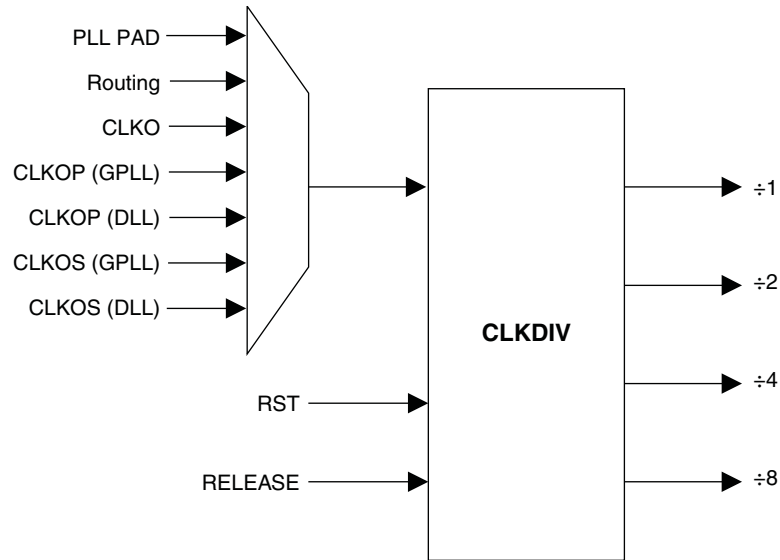 PLL PAD
Routing
CLKO
CLKOP (GPLL)
CLKOP (DLL)
CLKOS (GPLL)
CLKOS (DLL)
RST
RELEASE
CLKDIV
÷1
÷2
÷4
÷8